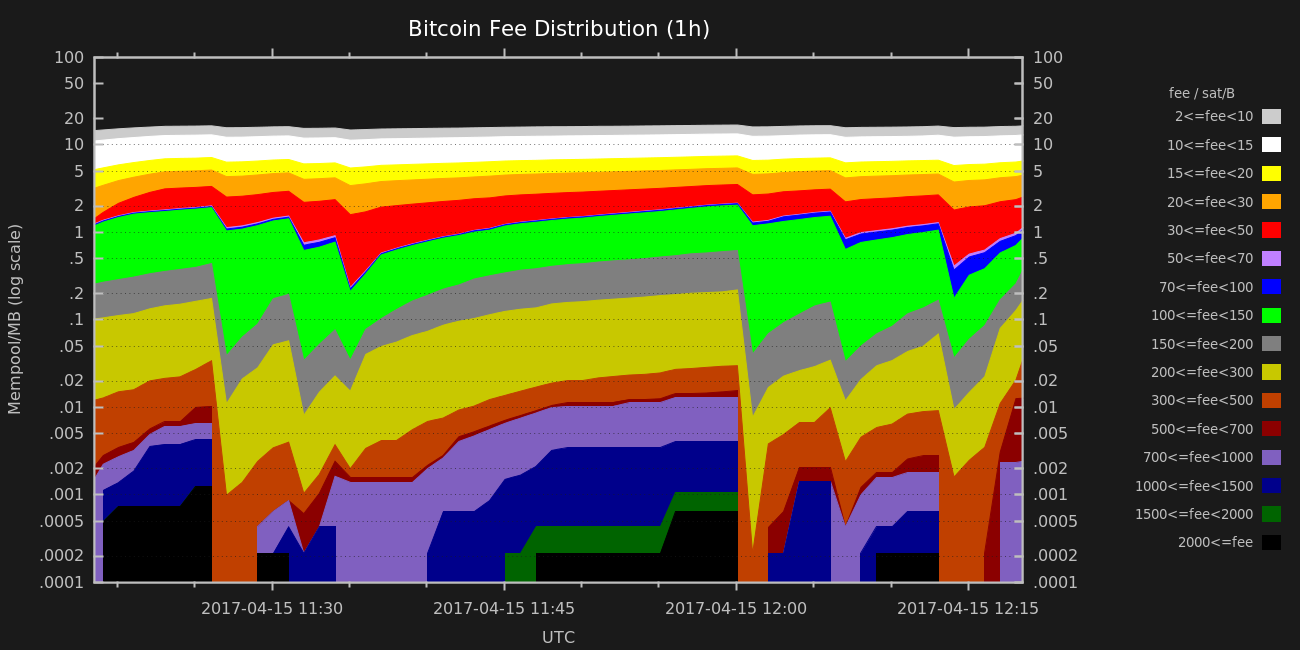 Bitcoin Fee Distribution (1h)
Mempool/MB (log scale)
100
50
20
10
5
2
1
.5
.2
.1
.05
.02
.01
.005
.002
.001
.0005
.0002
.0001
100
50
20
10
5
2
1
.5
.2
.1
.05
.02
.01
.005
.002
.001
.0005
.0002
.0001
2017-04-15 11:30
2017-04-15 11:45
2017-04-15 12:00
2017-04-15 12:15
UTC
fee / sat/B
2<=fee<10
10<=fee<15
15<=fee<20
20<=fee<30
30<=fee<50
50<=fee<70
70<=fee<100
100<=fee<150
150<=fee<200
200<=fee<300
300<=fee<500
500<=fee<700
700<=fee<1000
1000<=fee<1500
1500<=fee<2000
2000<=fee